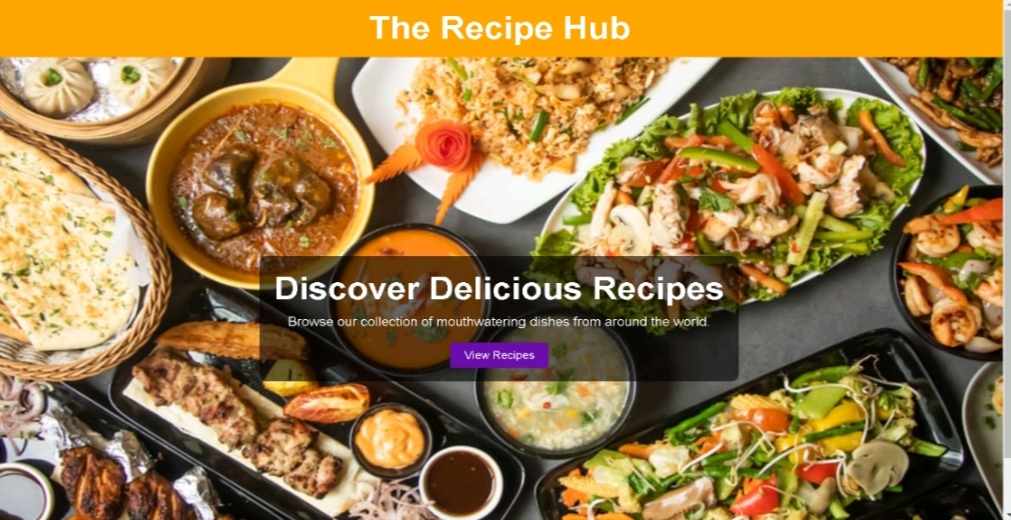 The Recipe Hub
Discover Delicious Recipes
Browse our collection of mouthwatering dishes from around the world.
View Recipes